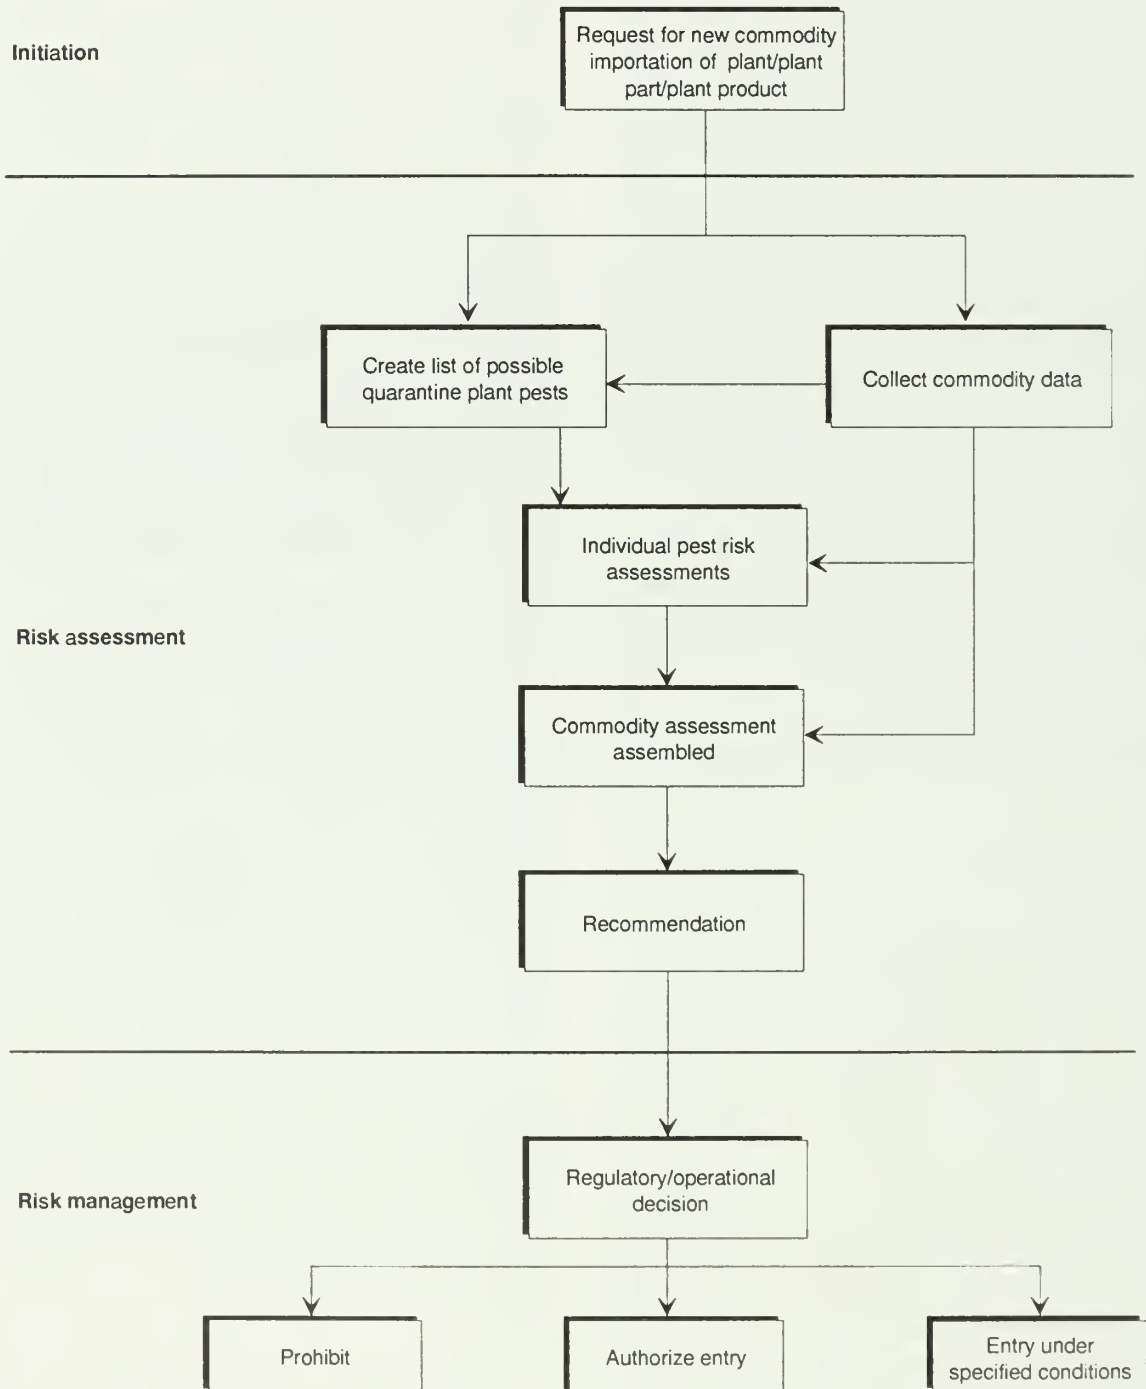 Initiation
Request for new commodity
importation of plant/plant
part/plant product
Create list of possible
quarantine plant pests
Collect commodity data
Individual pest risk
assessments
Risk assessment
Commodity assessment
assembled
Recommendation
Regulatory/operational
decision
Risk management
Prohibit
Authorize entry
Entry under
specified conditions